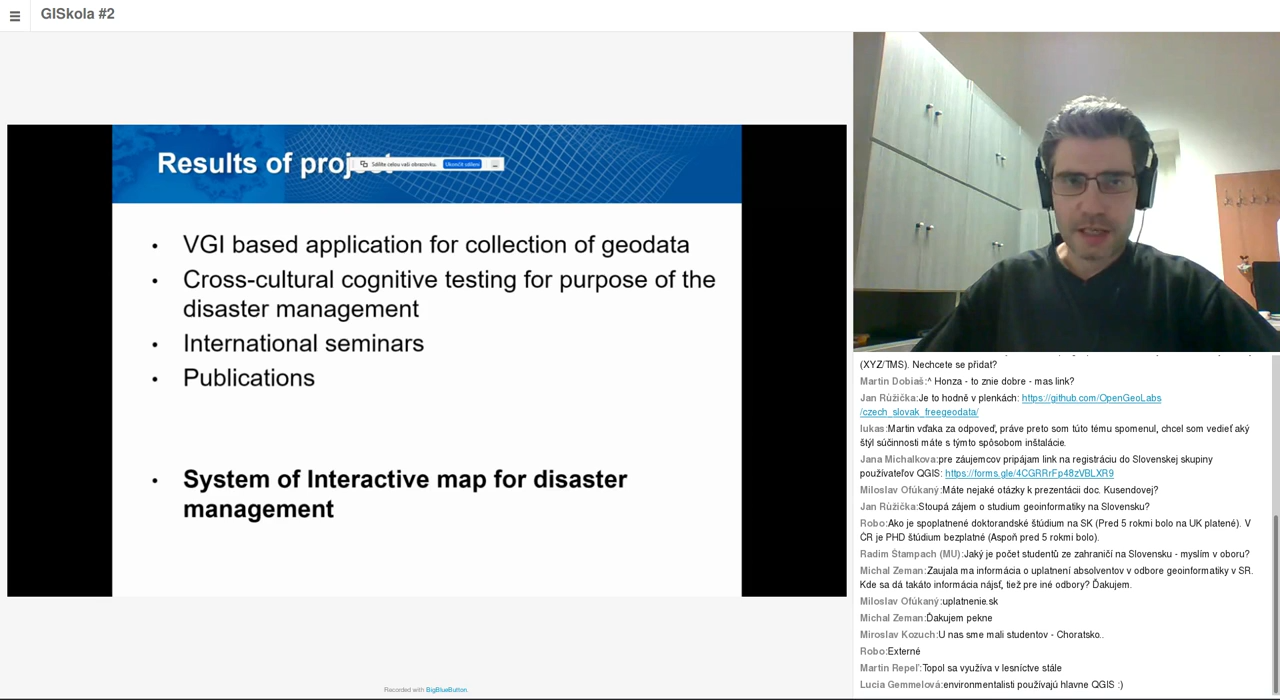 GISkola #2
Results of project
Sdílíte celou vaši obrazovku.
Ukončit sdílení
VGI based application for collection of geodata
Cross-cultural cognitive testing for purpose of the
disaster management
International seminars
Publications
System of Interactive map for disaster
management
Recorded with BigBlueButton.
(XYZ/TMS). Nechcete se přidat?
Martin Dobiaš:^ Honza - to znie dobre - mas link?
Jan Růžička:Je to hodně v plenkách: https://github.com/OpenGeoLabs
/czech_slovak_freegeodata/
lukas:Martin vďaka za odpoveď, práve preto som túto tému spomenul, chcel som vedieť aký
štýl súčinnosti máte s týmto spôsobom inštalácie.
Jana Michalkova:pre záujemcov pripájam link na registráciu do Slovenskej skupiny
používateľov QGIS: https://forms.gle/4CGRRrFp48zVBLXR9
Miloslav Ofúkaný:Máte nejaké otázky k prezentácii doc. Kusendovej?
Jan Růžička:Stoupá zájem o studium geoinformatiky na Slovensku?
Robo:Ako je spoplatnené doktorandské štúdium na SK (Pred 5 rokmi bolo na UK platené). V
ČR je PHD štúdium bezplatné (Aspoň pred 5 rokmi bolo).
Radim Štampach (MU):Jaký je počet studentů ze zahraničí na Slovensku - myslím v oboru?
Michal Zeman:Zaujala ma informácia o uplatnení absolventov v odbore geoinformatiky v SR.
Kde sa dá takáto informácia nájsť, tiež pre iné odbory? Ďakujem.
Miloslav Ofúkaný:uplatnenie.sk
Michal Zeman:Ďakujem pekne
Miroslav Kozuch:U nas sme mali studentov - Choratsko..
Robo:Externé
Martin Repeľ:Topol sa využíva v lesníctve stále
Lucia Gemmelová:environmentalisti používajú hlavne QGIS :)